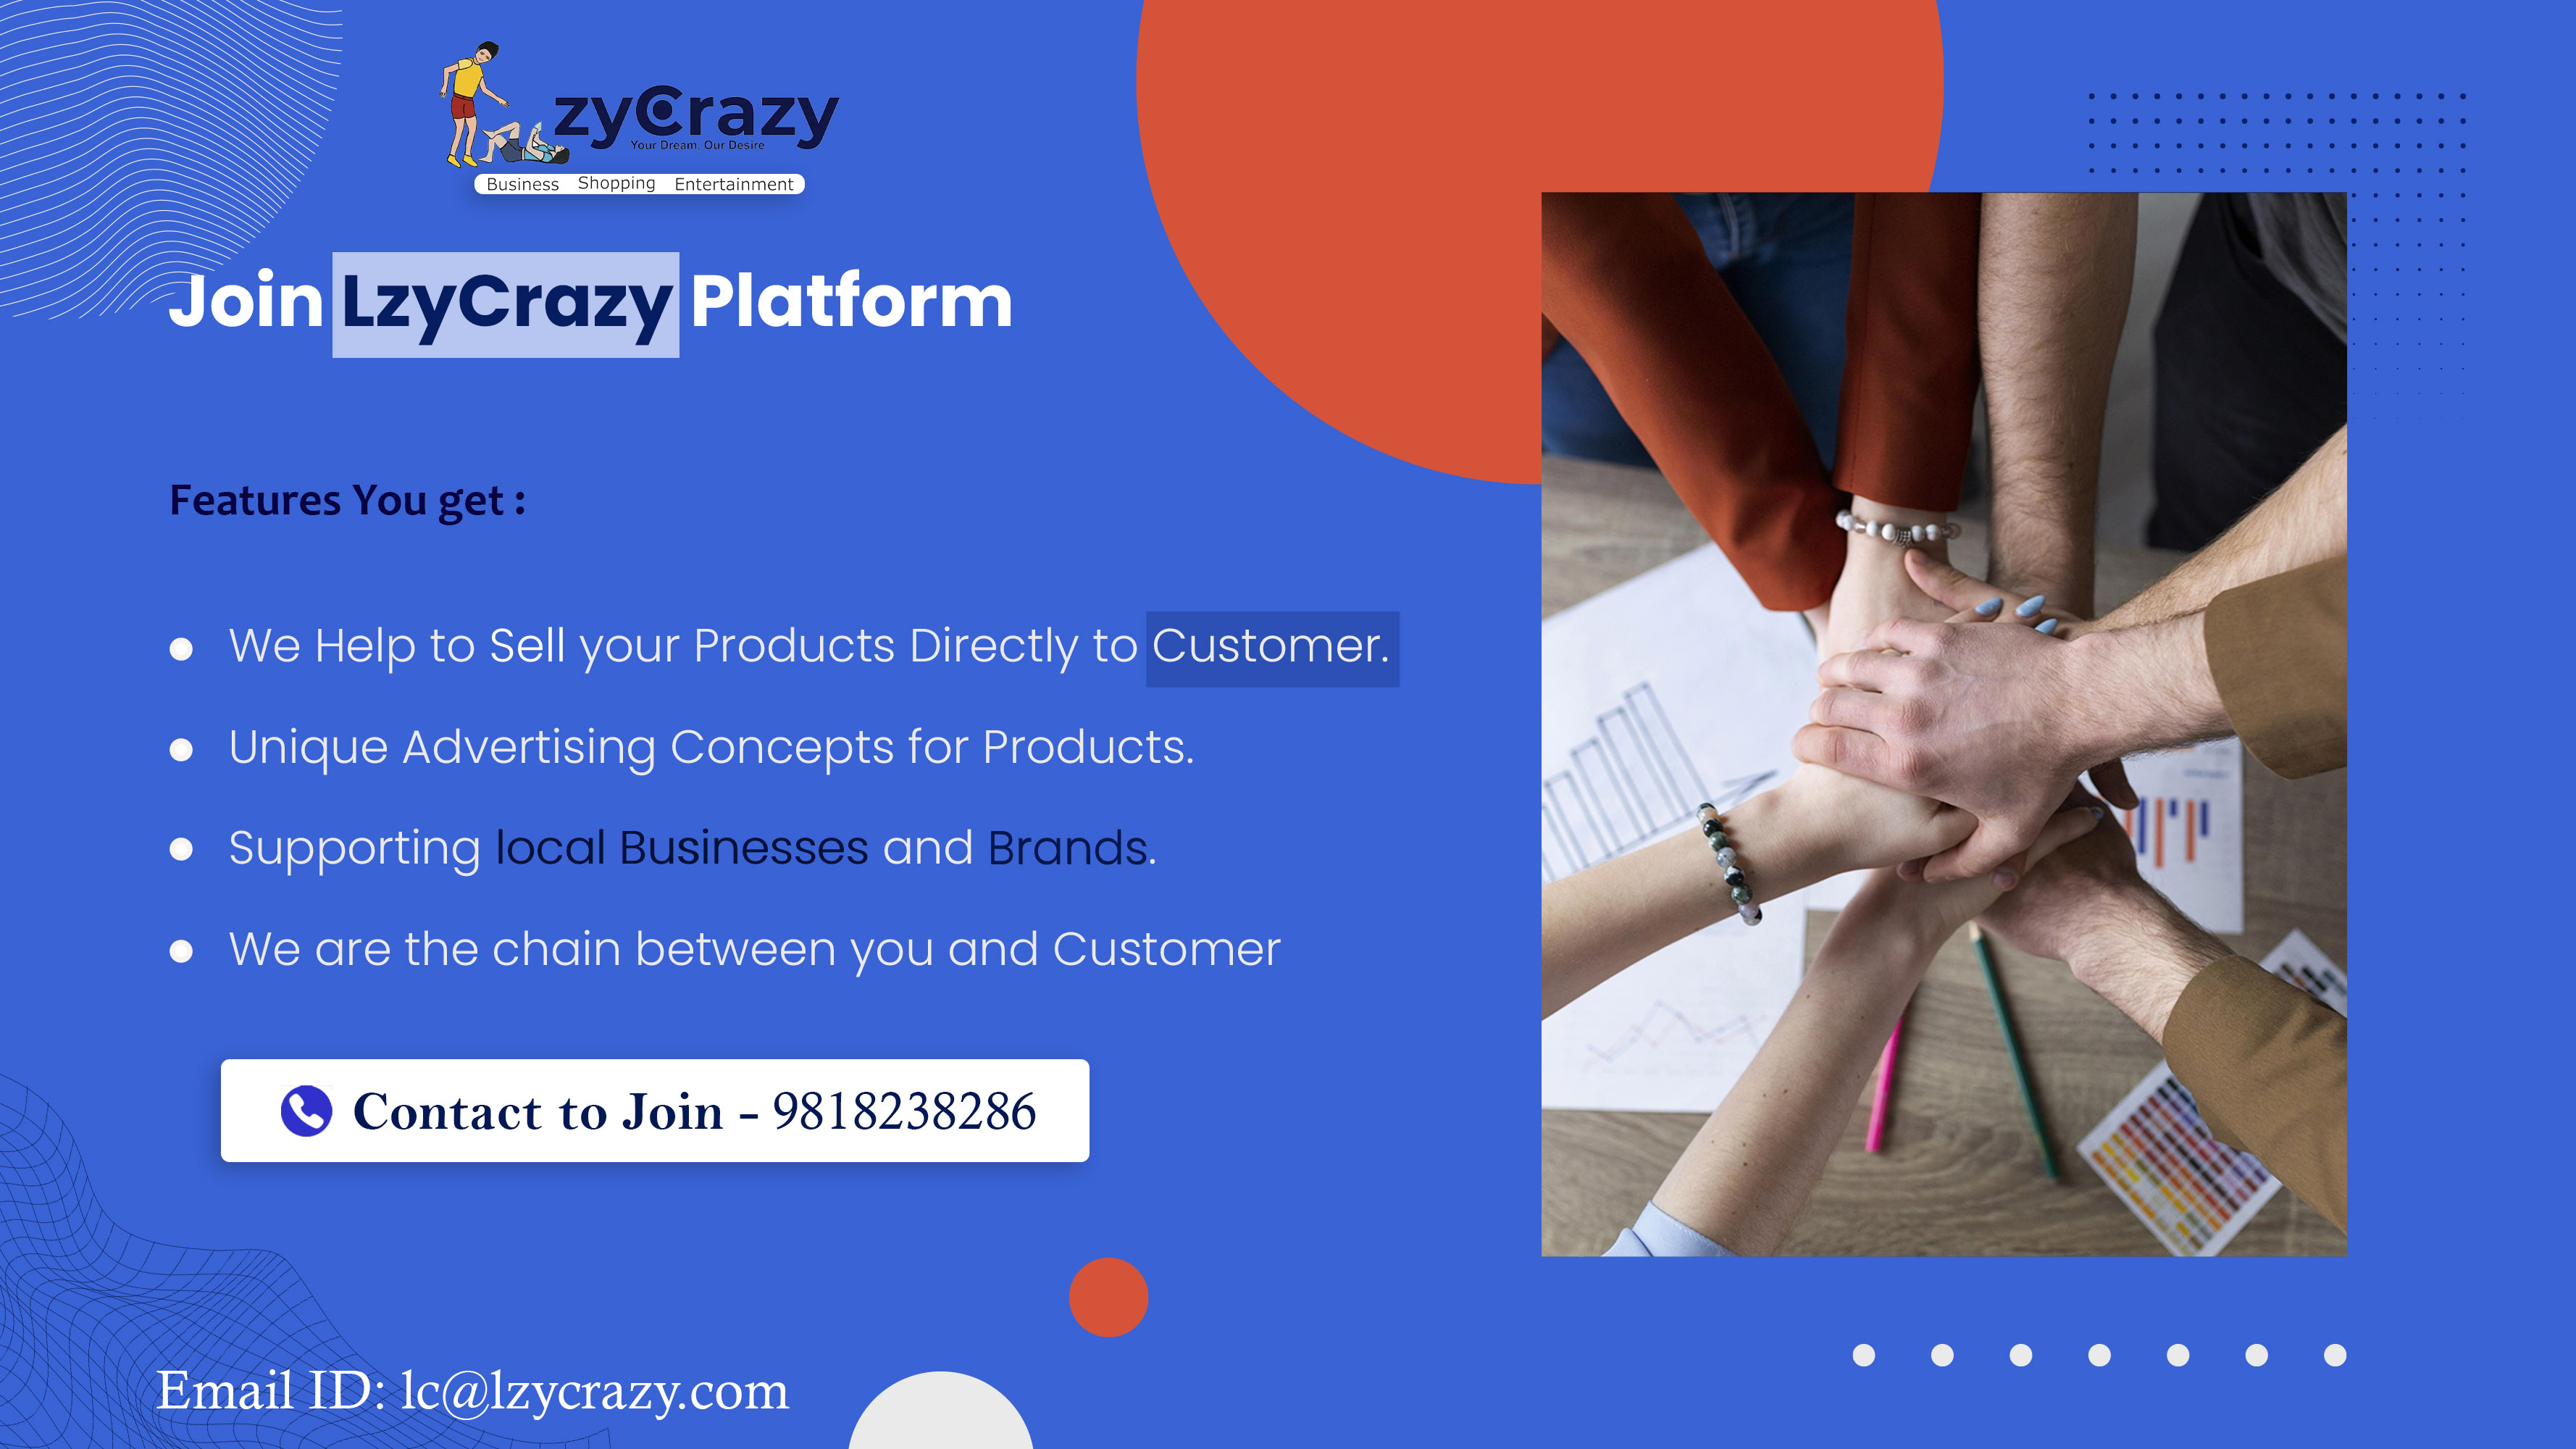 zyCrazy
Your Dream, Our Desire
Business Shopping Entertainment
Join LzyCrazy Platform
Features You get :
We Help to Sell your Products Directly to Customer.
Unique Advertising Concepts for Products.
Supporting local Businesses and Brands.
We are the chain between you and Customer
Contact to Join - 9818238286
Email ID: lc@lzycrazy.com